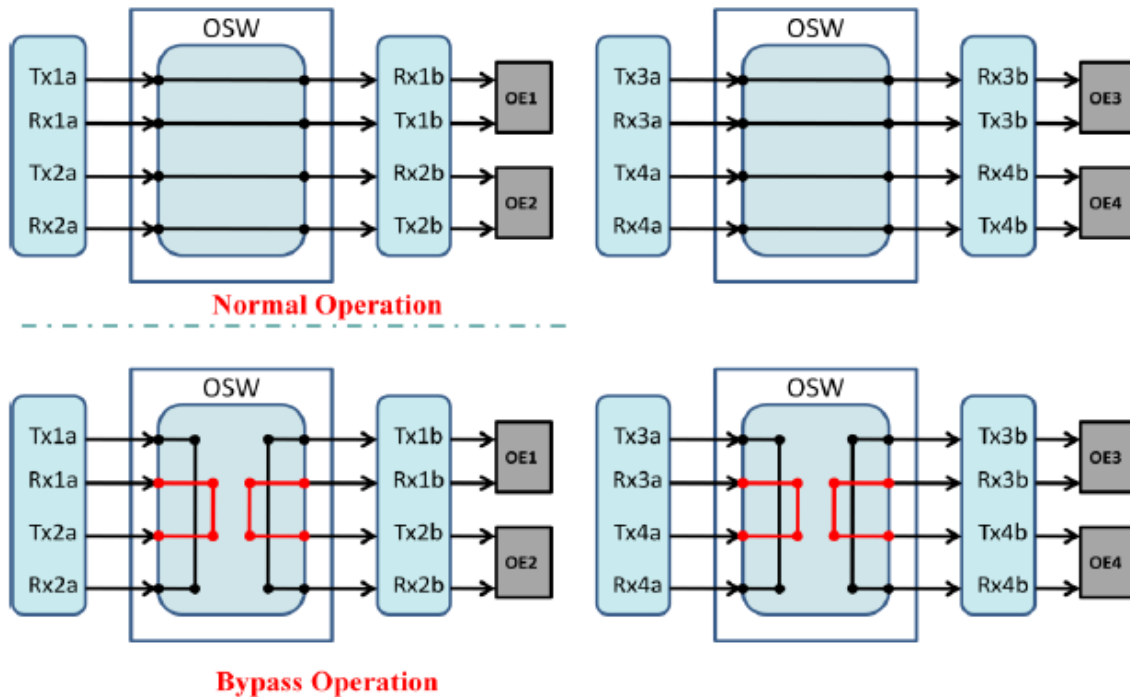 OSW
Tx1a
Rx1a
Tx2a
Rx2a
Rx1b
Tx1b
Rx2b
Tx2b
OE1
OE2
OSW
Tx3a
Rx3a
Tx4a
Rx4a
Rx3b
Tx3b
Rx4b
Tx4b
OE3
OE4
Normal Operation
OSW
Tx1a
Rx1a
Tx2a
Rx2a
Tx1b
Rx1b
Tx2b
Rx2b
OE1
OE2
OSW
Tx3a
Rx3a
Tx4a
Rx4a
Tx3b
Rx3b
Tx4b
Rx4b
OE3
OE4
Bypass Operation